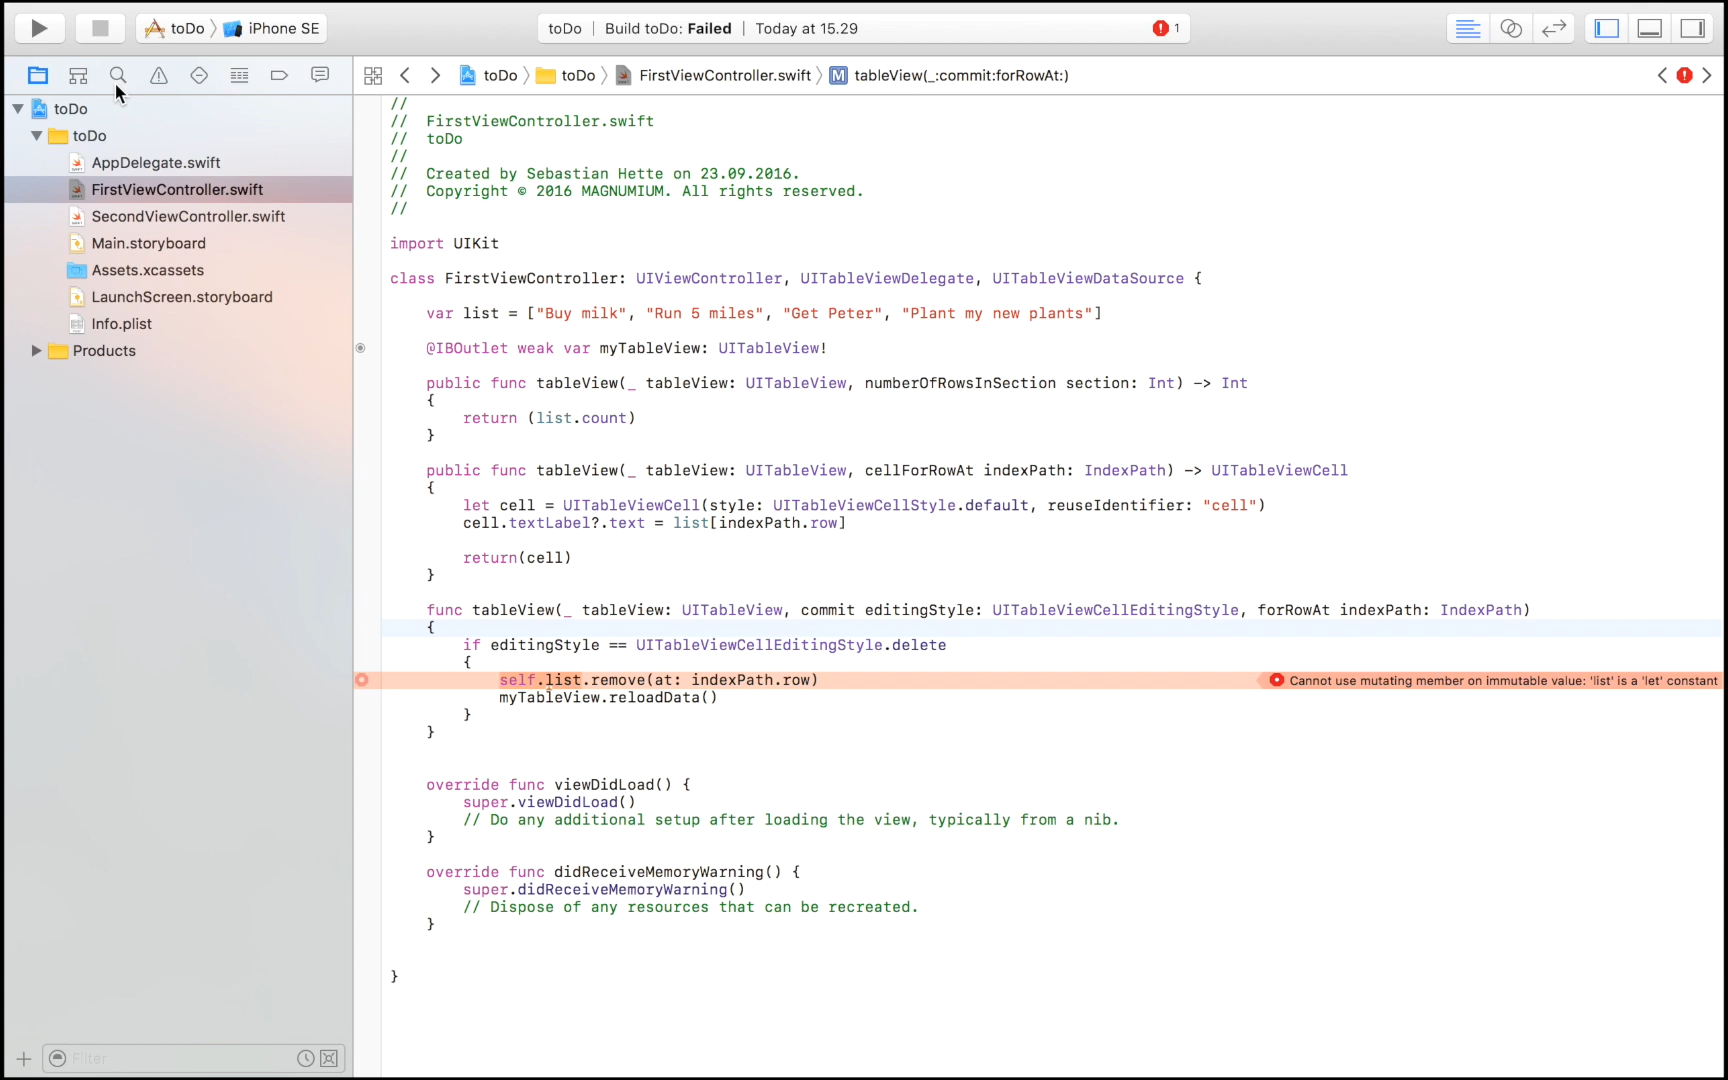 toDo iPhone SE
toDo Build toDo: Failed Today at 15.29 1
toDo toDo FirstViewController.swift M tableView(_:commit:forRowAt:)
toDo
toDo
AppDelegate.swift
FirstViewController.swift
SecondViewController.swift
Main.storyboard
Assets.xcassets
LaunchScreen.storyboard
Info.plist
Products
Filter
//
// FirstViewController.swift
// toDo
//
// Created by Sebastian Hette on 23.09.2016.
// Copyright © 2016 MAGNUMIUM. All rights reserved.
//
import UIKit
class FirstViewController: UIViewController, UITableViewDelegate, UITableViewDataSource {
var list = ["Buy milk", "Run 5 miles", "Get Peter", "Plant my new plants"]
@IBOutlet weak var myTableView: UITableView!
public func tableView(_ tableView: UITableView, numberOfRowsInSection section: Int) -> Int
{
return (list.count)
}
public func tableView(_ tableView: UITableView, cellForRowAt indexPath: IndexPath) -> UITableViewCell
{
let cell = UITableViewCell(style: UITableViewCellStyle.default, reuseIdentifier: "cell")
cell.textLabel?.text = list[indexPath.row]
return(cell)
}
func tableView(_ tableView: UITableView, commit editingStyle: UITableViewCellEditingStyle, forRowAt indexPath: IndexPath)
{
if editingStyle == UITableViewCellEditingStyle.delete
{
self.list.remove(at: indexPath.row) Cannot use mutating member on immutable value: 'list' is a 'let' constant
myTableView.reloadData()
}
}
override func viewDidLoad() {
super.viewDidLoad()
// Do any additional setup after loading the view, typically from a nib.
}
override func didReceiveMemoryWarning() {
super.didReceiveMemoryWarning()
// Dispose of any resources that can be recreated.
}
}